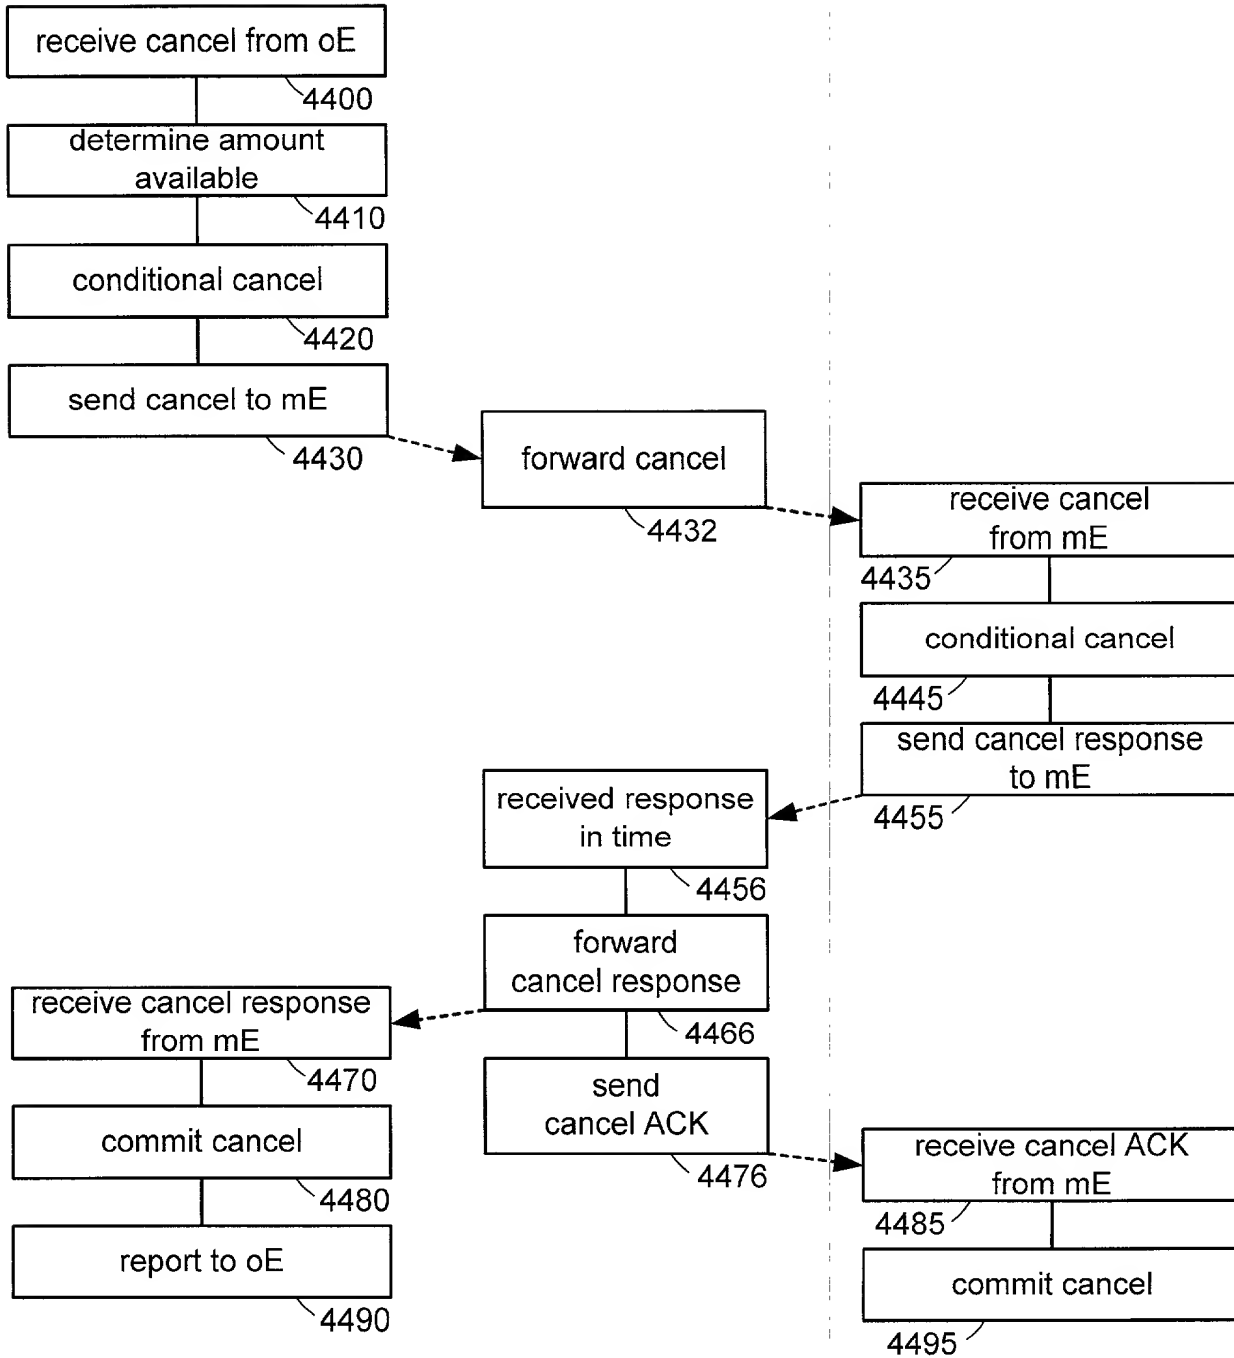 receive cancel from oE
4400
determine amount
available
4410
conditional cancel
4420
send cancel to mE
4430
forward cancel
4432
receive cancel
from mE
4435
conditional cancel
4445
send cancel response
to mE
4455
received response
in time
4456
forward
cancel response
4466
receive cancel response
from mE
4470
send
cancel ACK
4476
commit cancel
4480
receive cancel ACK
from mE
4485
report to oE
4490
commit cancel
4495